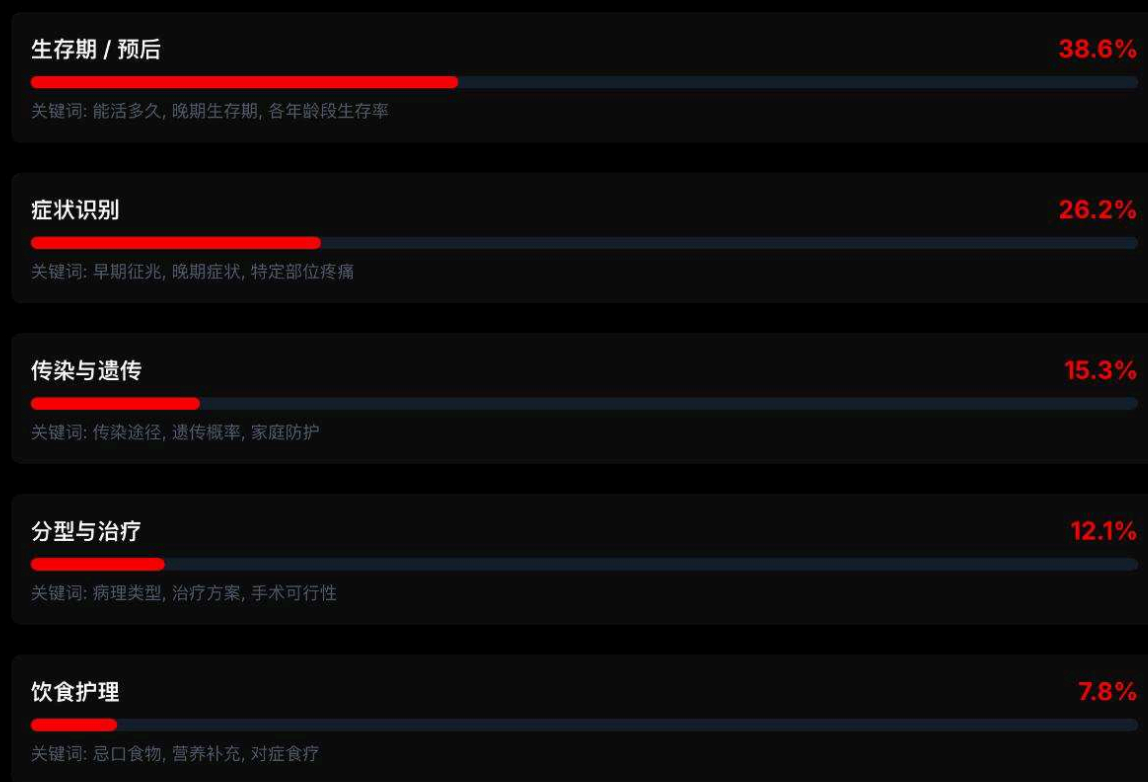 生存期 / 预后 38.6%
关键词: 能活多久, 晚期生存期, 各年龄段生存率
症状识别 26.2%
关键词: 早期征兆, 晚期症状, 特定部位疼痛
传染与遗传 15.3%
关键词: 传染途径, 遗传概率, 家庭防护
分型与治疗 12.1%
关键词: 病理类型, 治疗方案, 手术可行性
饮食护理 7.8%
关键词: 忌口食物, 营养补充, 对症食疗